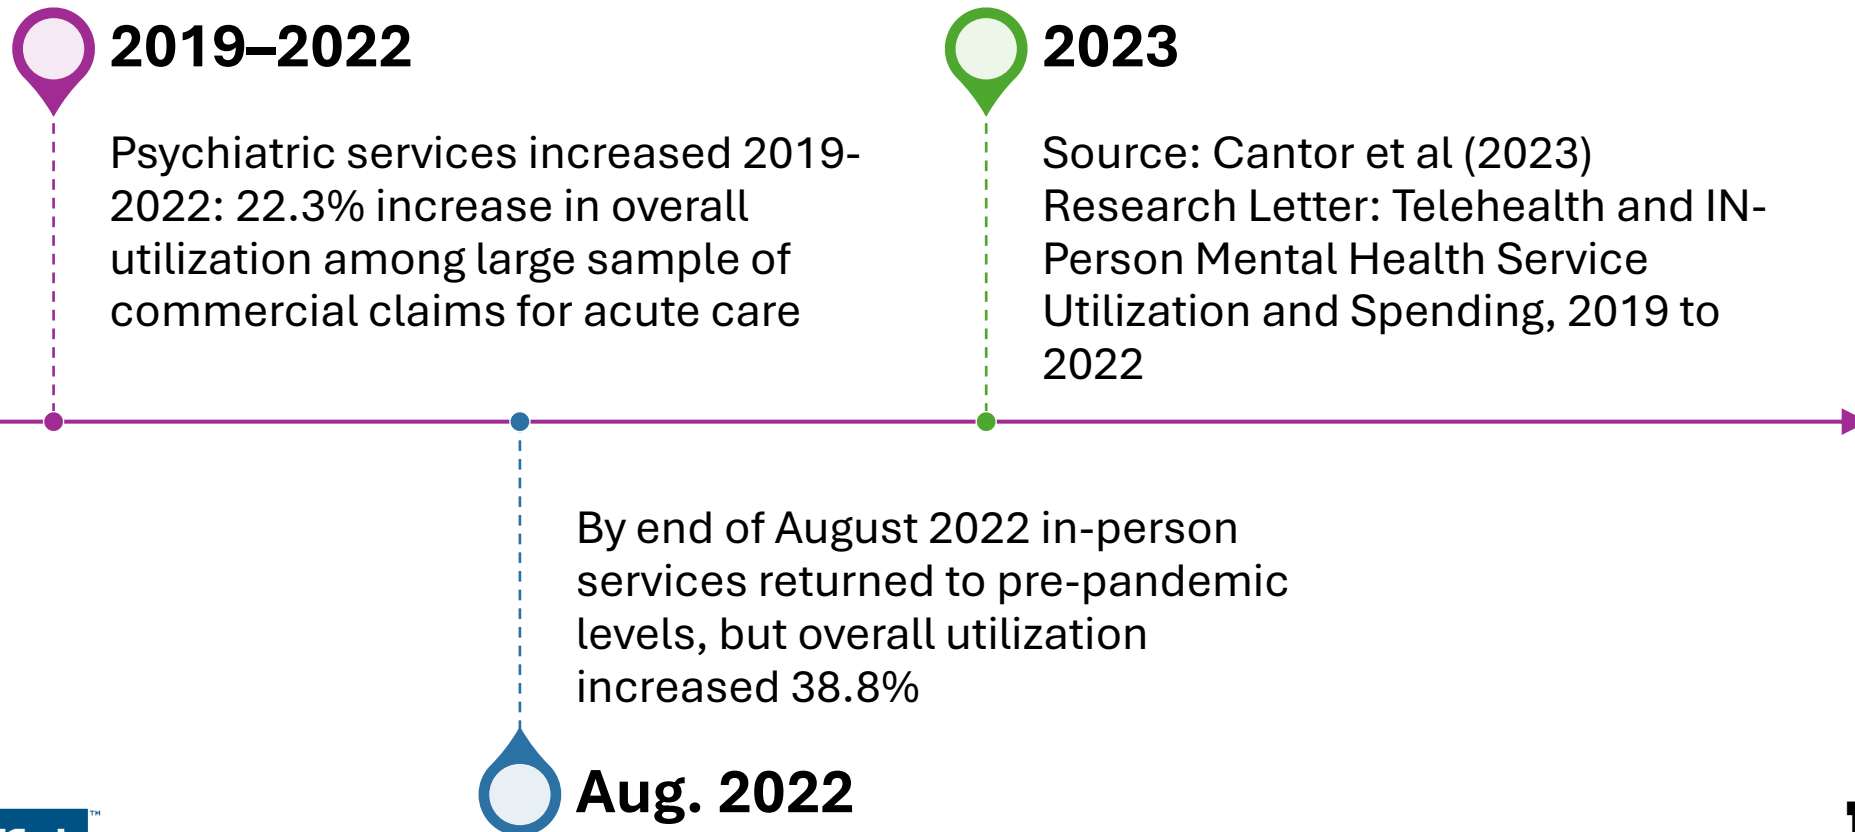 2019–2022
Psychiatric services increased 2019-
2022: 22.3% increase in overall
utilization among large sample of
commercial claims for acute care
2023
Source: Cantor et al (2023)
Research Letter: Telehealth and IN-
Person Mental Health Service
Utilization and Spending, 2019 to
2022
By end of August 2022 in-person
services returned to pre-pandemic
levels, but overall utilization
increased 38.8%
Aug. 2022
™